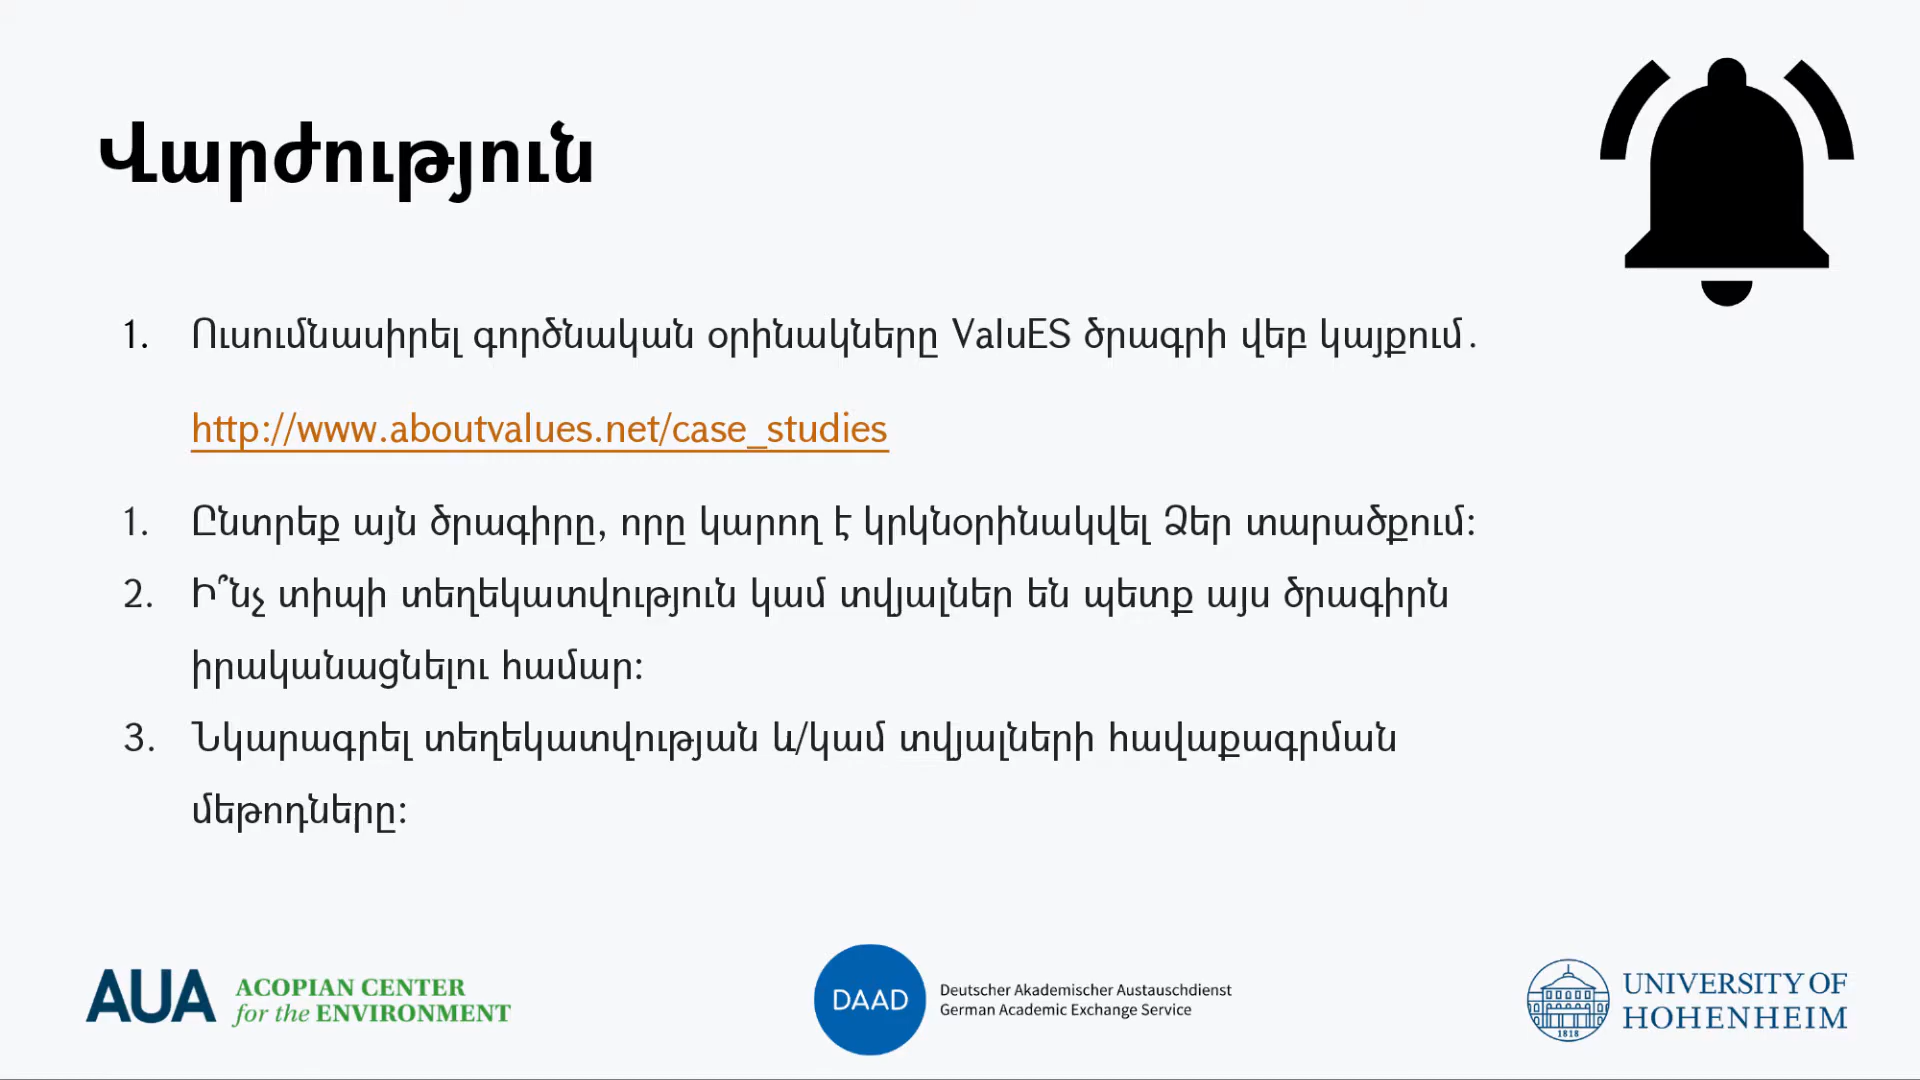 Վարժություն
1. Ուսումնասիրել գործնական օրինակները ValuES ծրագրի վեբ կայքում․
http://www.aboutvalues.net/case_studies
1. Ընտրեք այն ծրագիրը, որը կարող է կրկնօրինակվել Ձեր տարածքում։
2. Ի՞նչ տիպի տեղեկատվություն կամ տվյալներ են պետք այս ծրագիրն
իրականացնելու համար։
3. Նկարագրել տեղեկատվության և/կամ տվյալների հավաքագրման
մեթոդները։
AUA ACOPIAN CENTER
for the ENVIRONMENT
DAAD
Deutscher Akademischer Austauschdienst
German Academic Exchange Service
1818
UNIVERSITY OF
HOHENHEIM